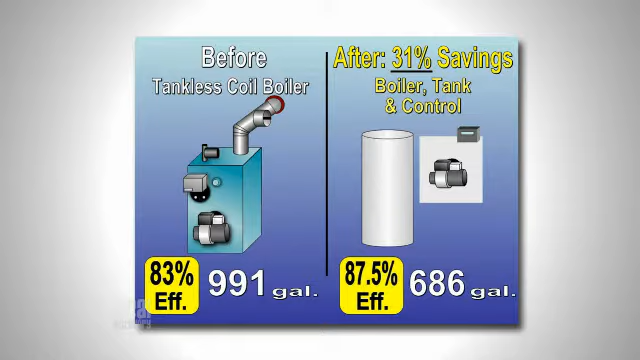 Before
Tankless Coil Boiler
83%
Eff.
991 gal.
After: 31% Savings
Boiler, Tank
& Control
87.5%
Eff.
686 gal.